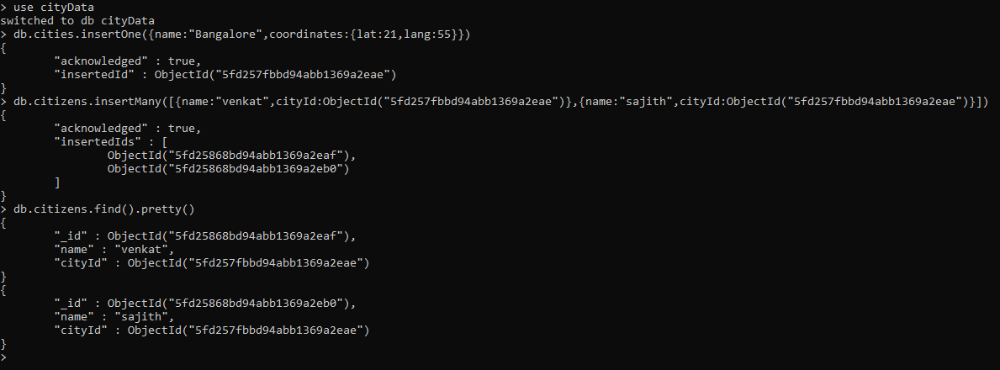 > use cityData
switched to db cityData
> db.cities.insertOne({name:"Bangalore",coordinates:{lat:21,lang:55}})
{
        "acknowledged" : true,
        "insertedId" : ObjectId("5fd257fbbd94abb1369a2eae")
}
> db.citizens.insertMany([{name:"venkat",cityId:ObjectId("5fd257fbbd94abb1369a2eae")},{name:"sajith",cityId:ObjectId("5fd257fbbd94abb1369a2eae")}])
{
        "acknowledged" : true,
        "insertedIds" : [
                ObjectId("5fd25868bd94abb1369a2eaf"),
                ObjectId("5fd25868bd94abb1369a2eb0")
        ]
}
> db.citizens.find().pretty()
{
        "_id" : ObjectId("5fd25868bd94abb1369a2eaf"),
        "name" : "venkat",
        "cityId" : ObjectId("5fd257fbbd94abb1369a2eae")
}
{
        "_id" : ObjectId("5fd25868bd94abb1369a2eb0"),
        "name" : "sajith",
        "cityId" : ObjectId("5fd257fbbd94abb1369a2eae")
}
>